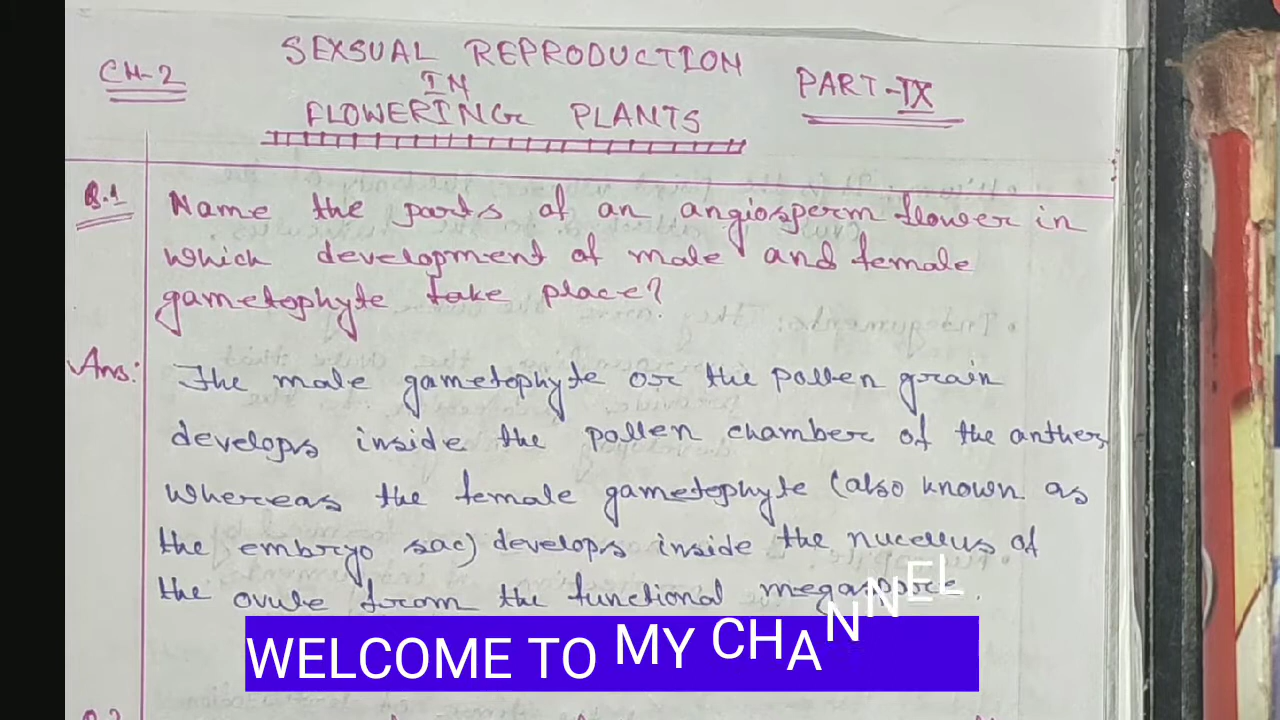 CH-2
SEXSUAL REPRODUCTION
IN
FLOWERING PLANTS
PART-IX
Q.1
Name the parts of an angiosperm flower in
which development of male and female
gametophyte take place?
Ans:
The male gametophyte or the pollen grain
develops inside the pollen chamber of the anther,
whereas the female gametophyte (also known as
the embryo sac) develops inside the nucellus of
the ovule from the functional megaspore.
WELCOME TO MY CHANNEL